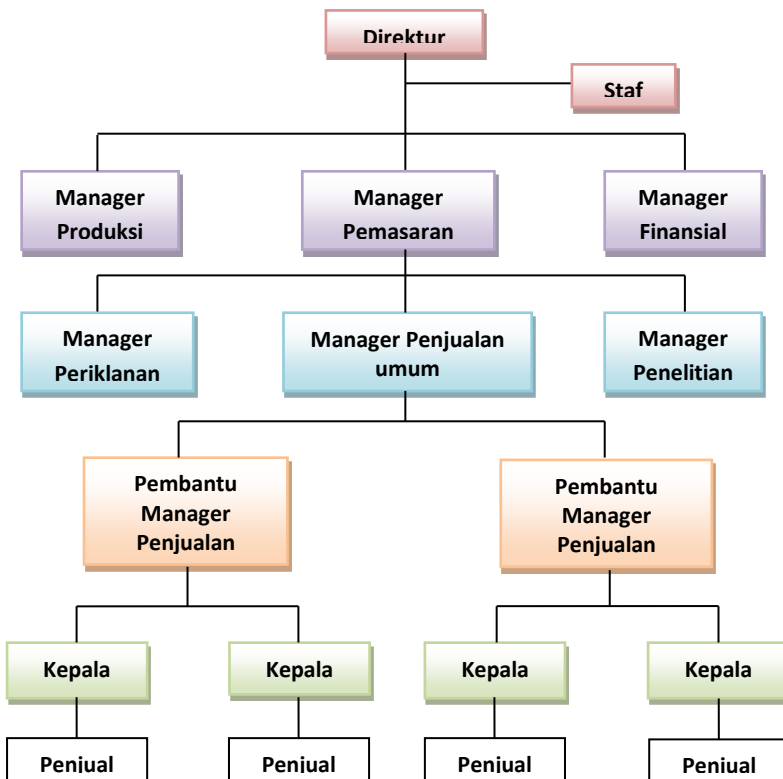 Direktur
Staf
Manager
Produksi
Manager
Pemasaran
Manager
Finansial
Manager
Periklanan
Manager Penjualan
umum
Manager
Penelitian
Pembantu
Manager
Penjualan
Pembantu
Manager
Penjualan
Kepala
Kepala
Kepala
Kepala
Penjual
Penjual
Penjual
Penjual